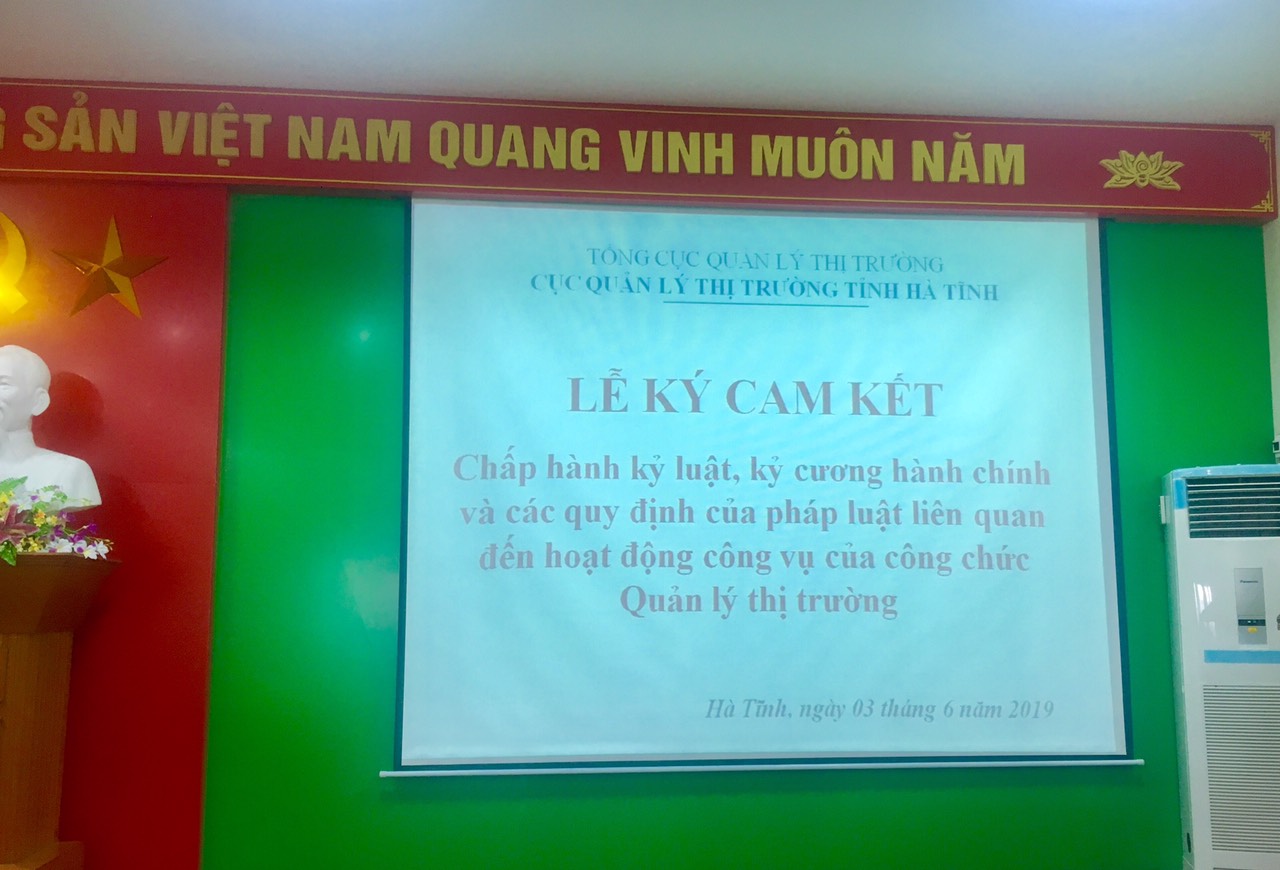 SẢN VIỆT NAM QUANG VINH MUÔN NĂM
TỔNG CỤC QUẢN LÝ THỊ TRƯỜNG
CỤC QUẢN LÝ THỊ TRƯỜNG TỈNH HÀ TĨNH
LỄ KÝ CAM KẾT
Chấp hành kỷ luật, kỷ cương hành chính
và các quy định của pháp luật liên quan
đến hoạt động công vụ của công chức
Quản lý thị trường
Hà Tĩnh, ngày 03 tháng 6 năm 2019